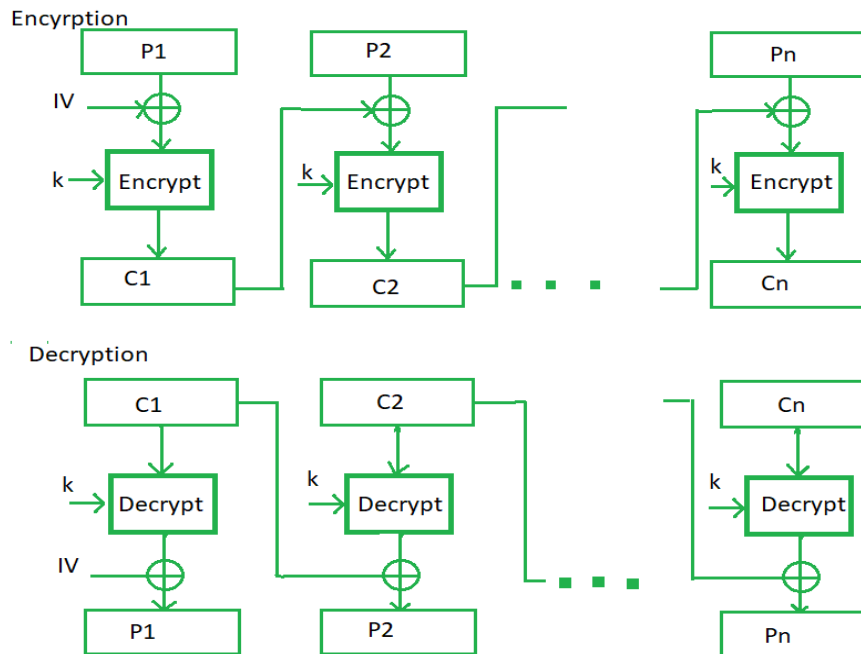 Encyrption
P1 P2 Pn
IV
k Encrypt k Encrypt k Encrypt
C1 C2 Cn
Decryption
C1 C2 Cn
k Decrypt k Decrypt k Decrypt
IV
P1 P2 Pn